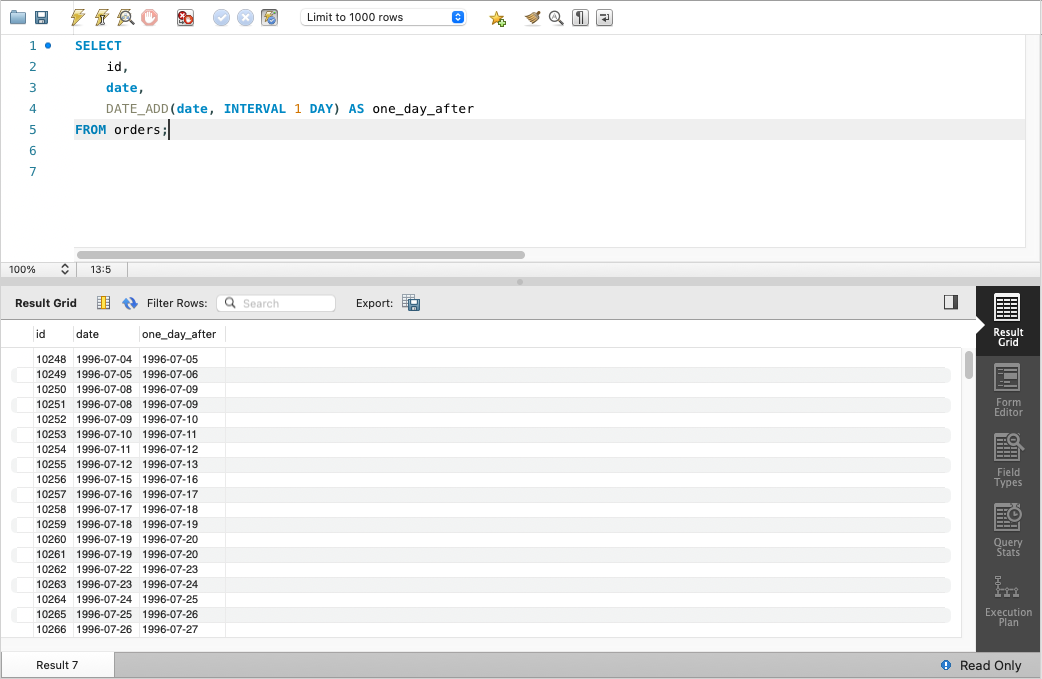 Limit to 1000 rows
1 SELECT
2 id,
3 date,
4 DATE_ADD(date, INTERVAL 1 DAY) AS one_day_after
5 FROM orders;
6
7
100% 13:5
Result Grid Filter Rows: Search Export:
id date one_day_after
10248 1996-07-04 1996-07-05
10249 1996-07-05 1996-07-06
10250 1996-07-08 1996-07-09
10251 1996-07-08 1996-07-09
10252 1996-07-09 1996-07-10
10253 1996-07-10 1996-07-11
10254 1996-07-11 1996-07-12
10255 1996-07-12 1996-07-13
10256 1996-07-15 1996-07-16
10257 1996-07-16 1996-07-17
10258 1996-07-17 1996-07-18
10259 1996-07-18 1996-07-19
10260 1996-07-19 1996-07-20
10261 1996-07-19 1996-07-20
10262 1996-07-22 1996-07-23
10263 1996-07-23 1996-07-24
10264 1996-07-24 1996-07-25
10265 1996-07-25 1996-07-26
10266 1996-07-26 1996-07-27
Result
Grid
Form
Editor
Field
Types
Query
Stats
Execution
Plan
Result 7 Read Only